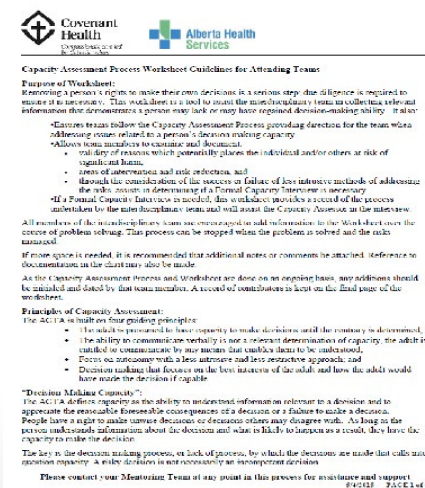 Covenant
Health
Alberta Health
Services
Capacity Assessment Process Worksheet Guidelines for Attending Teams
Purpose of Worksheet:
Removing a person's rights to make their own decisions is a serious step; due diligence is required to
ensure it is necessary. This worksheet is a tool to assist the interdisciplinary team in collecting relevant
information that demonstrates a person may lack or may have regained decision-making ability. It also:
•Ensures teams follow the Capacity Assessment Process providing direction for the team when
addressing issues related to a person's decision making capacity
•Allows team members to examine and document:
• validity of reasons which potentially places the individual and/or others at risk of
significant harm,
• areas of intervention and risk reduction, and
• through the consideration of the success or failure of less intrusive methods of addressing
the risks, assists in determining if a Formal Capacity Interview is necessary
•If a Formal Capacity Interview is needed, this worksheet provides a record of the process
undertaken by the interdisciplinary team and will assist the Capacity Assessor in the interview.
All members of the interdisciplinary team are encouraged to add information to the Worksheet over the
course of problem solving. This process can be stopped when the problem is solved and the risks
managed.
If more space is needed, it is recommended that additional notes or comments be attached. Reference to
documentation in the chart may also be made.
As the Capacity Assessment Process and Worksheet are done on an ongoing basis, any additions should
be initialed and dated by that team member. A record of contributors is kept on the final page of the
worksheet.
Principles of Capacity Assessment:
The AGTA is built on four guiding principles:
• The adult is presumed to have capacity to make decisions until the contrary is determined,
• The ability to communicate verbally is not a relevant determination of capacity, the adult is
entitled to communicate by any means that enables them to be understood,
• Focus on autonomy with a less intrusive and less restrictive approach; and
• Decision making that focuses on the best interests of the adult and how the adult would
have made the decision if capable
"Decision Making Capacity":
The AGTA defines capacity as the ability to understand information relevant to a decision and to
appreciate the reasonable foreseeable consequences of a decision or a failure to make a decision.
People have a right to make unwise decisions or decisions others may disagree with. As long as the
person understands information about the decision and what is likely to happen as a result, they have the
capacity to make the decision
The key is the decision making process, or lack of process, by which the decisions are made that calls into
question capacity. A risky decision is not necessarily an incompetent decision
Please contact your Mentoring Team at any point in this process for assistance and support
PAGE 1 of